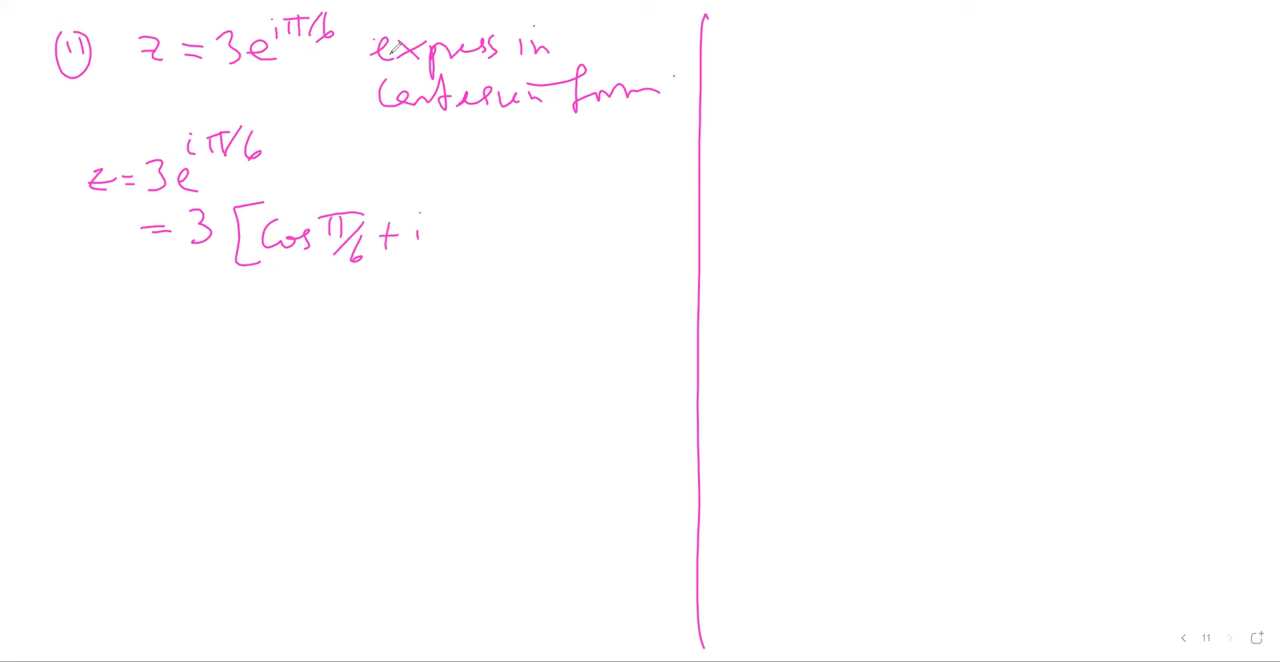 (11) z = 3e^{iπ/6} express in
cartesian form
z = 3e^{iπ/6}
= 3 [cos π/6 + i
11